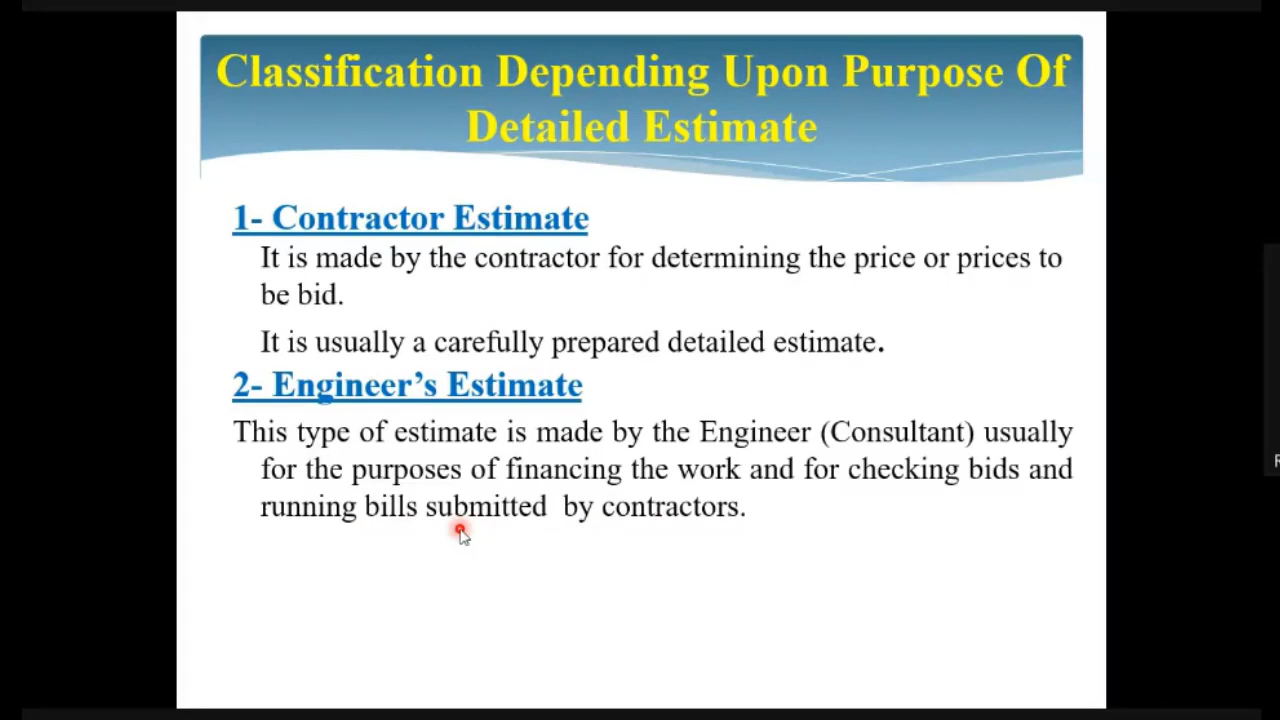 Classification Depending Upon Purpose Of
Detailed Estimate
1- Contractor Estimate
It is made by the contractor for determining the price or prices to
be bid.
It is usually a carefully prepared detailed estimate.
2- Engineer’s Estimate
This type of estimate is made by the Engineer (Consultant) usually
for the purposes of financing the work and for checking bids and
running bills submitted by contractors.